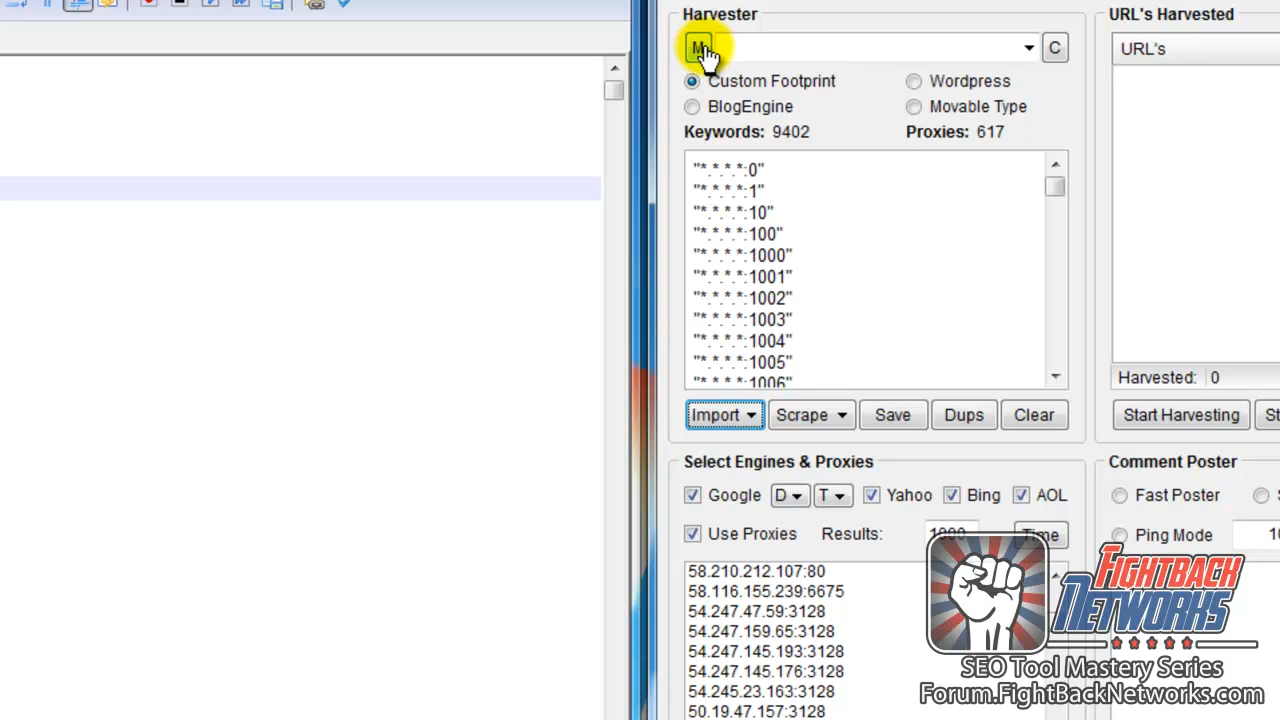 Harvester
M
C
Custom Footprint
Wordpress
BlogEngine
Movable Type
Keywords: 9402
Proxies: 617
"*.*.*.*:0"
"*.*.*.*:1"
"*.*.*.*:10"
"*.*.*.*:100"
"*.*.*.*:1000"
"*.*.*.*:1001"
"*.*.*.*:1002"
"*.*.*.*:1003"
"*.*.*.*:1004"
"*.*.*.*:1005"
"*.*.*.*:1006"
Import
Scrape
Save
Dups
Clear
URL's Harvested
URL's
Harvested: 0
Start Harvesting
St
Select Engines & Proxies
Google
D
T
Yahoo
Bing
AOL
Use Proxies
Results:
1000
Time
58.210.212.107:80
58.116.155.239:6675
54.247.47.59:3128
54.247.159.65:3128
54.247.145.193:3128
54.247.145.176:3128
54.245.23.163:3128
50.19.47.157:3128
Comment Poster
Fast Poster
S
Ping Mode
10
FIGHTBACK
NETWORKS
SEO Tool Mastery Series
Forum.FightBackNetworks.com